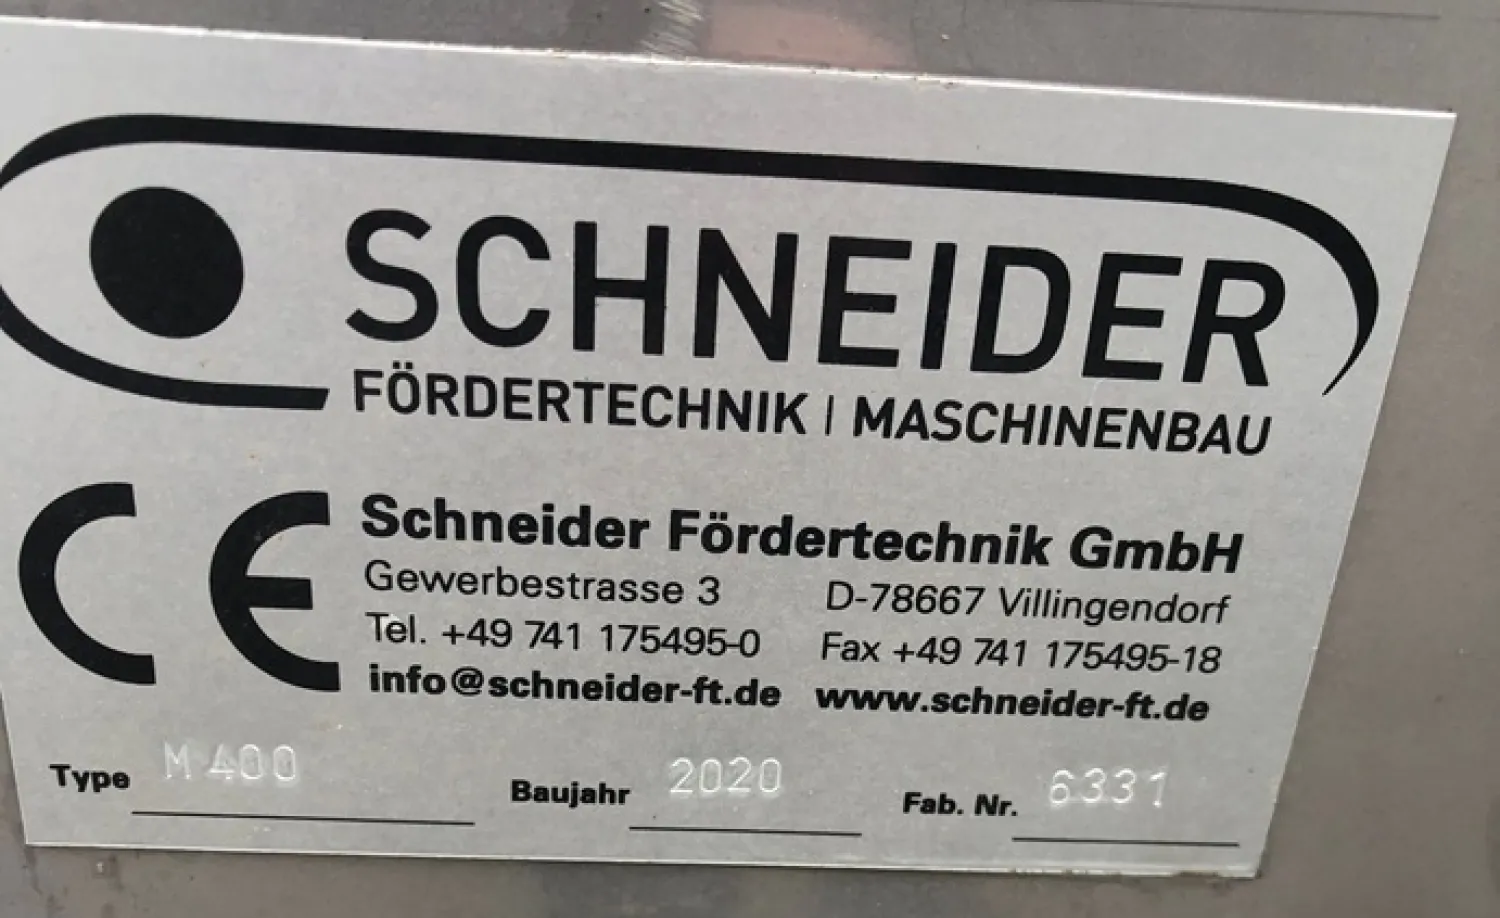 SCHNEIDER
FÖRDERTECHNIK | MASCHINENBAU
CE
Schneider Fördertechnik GmbH
Gewerbestrasse 3 D-78667 Villingendorf
Tel. +49 741 175495-0 Fax +49 741 175495-18
info@schneider-ft.de www.schneider-ft.de
Type M 400 Baujahr 2020 Fab. Nr. 6331